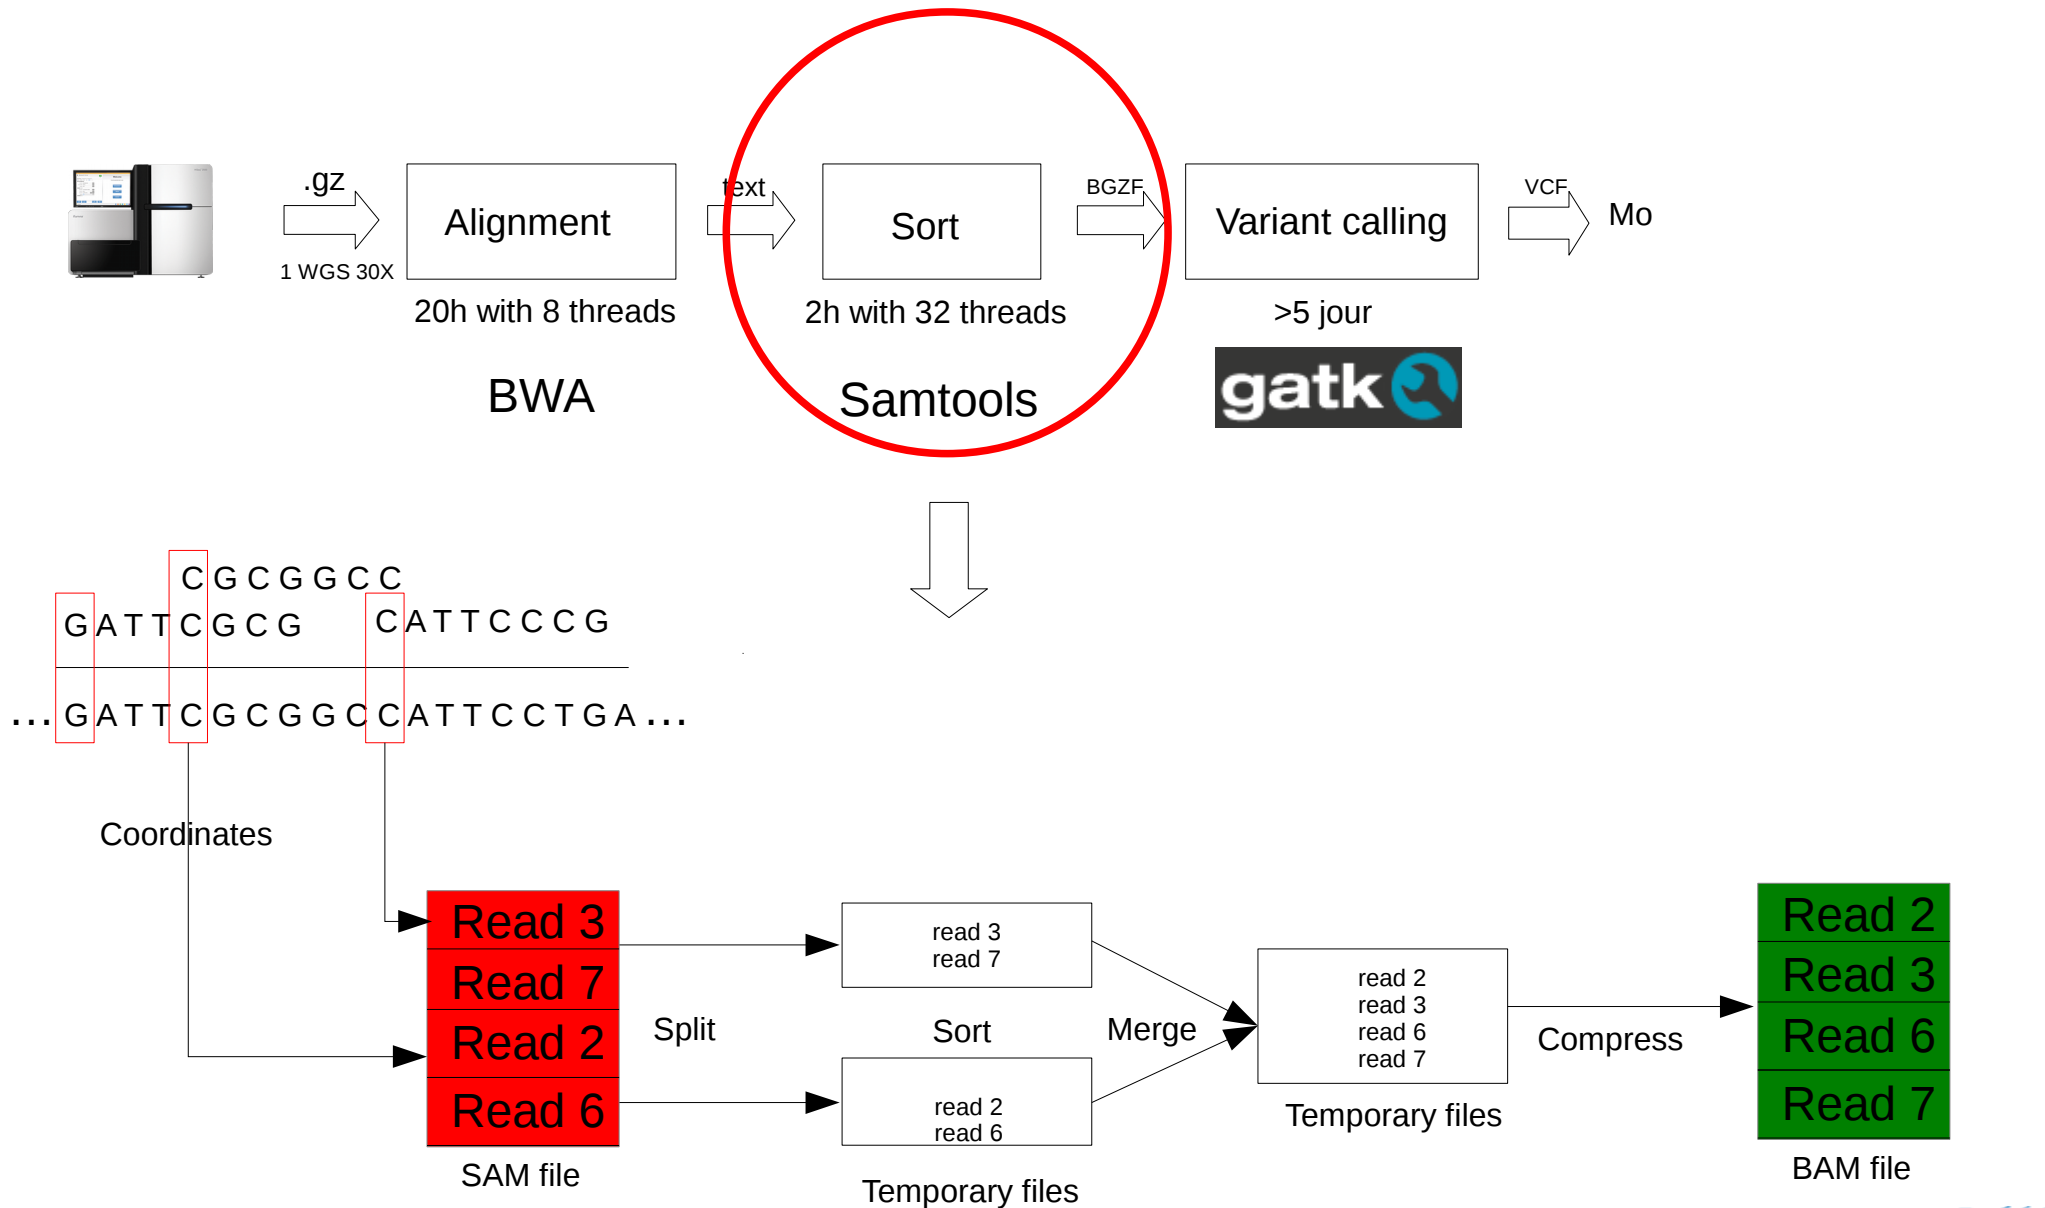 .gz
1 WGS 30X
Alignment
20h with 8 threads
BWA
text
Sort
2h with 32 threads
Samtools
BGZF
Variant calling
>5 jour
gatk
VCF
Mo
C G C G G C C
G A T T C G C G
C A T T C C C G
... G A T T C G C G G C C A T T C C T G A ...
Coordinates
Read 3
Read 7
Read 2
Read 6
SAM file
Split
read 3
read 7
Sort
read 2
read 6
Temporary files
Merge
read 2
read 3
read 6
read 7
Temporary files
Compress
Read 2
Read 3
Read 6
Read 7
BAM file